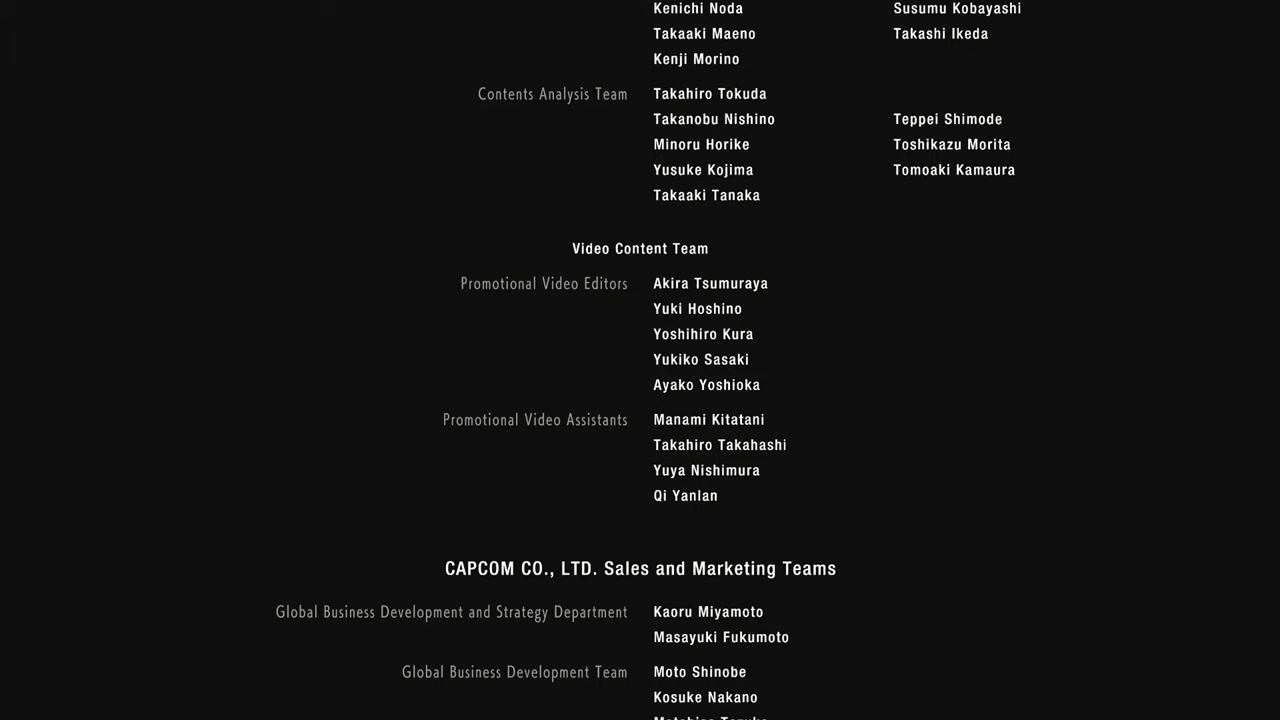 Kenichi Noda Susumu Kobayashi
Takaaki Maeno Takashi Ikeda
Kenji Morino
Contents Analysis Team Takahiro Tokuda
Takanobu Nishino Teppei Shimode
Minoru Horike Toshikazu Morita
Yusuke Kojima Tomoaki Kamaura
Takaaki Tanaka
Video Content Team
Promotional Video Editors Akira Tsumuraya
Yuki Hoshino
Yoshihiro Kura
Yukiko Sasaki
Ayako Yoshioka
Promotional Video Assistants Manami Kitatani
Takahiro Takahashi
Yuya Nishimura
Qi Yanlan
CAPCOM CO., LTD. Sales and Marketing Teams
Global Business Development and Strategy Department Kaoru Miyamoto
Masayuki Fukumoto
Global Business Development Team Moto Shinobe
Kosuke Nakano